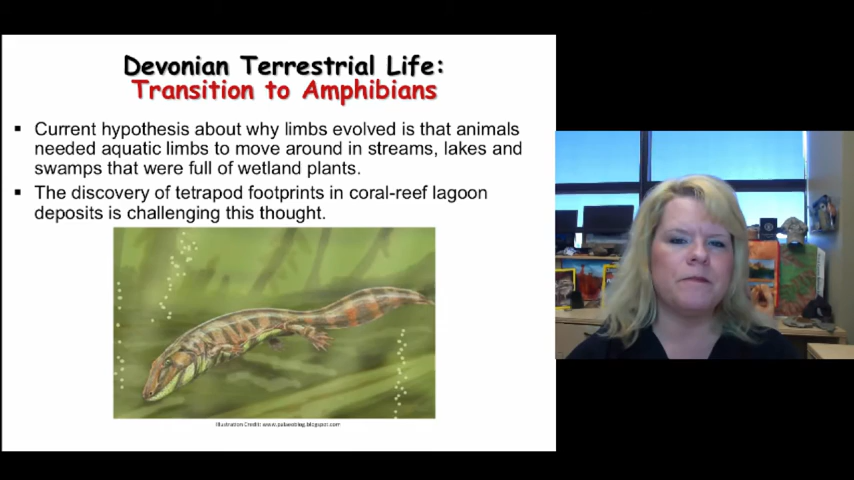 Devonian Terrestrial Life:
Transition to Amphibians
Current hypothesis about why limbs evolved is that animals
needed aquatic limbs to move around in streams, lakes and
swamps that were full of wetland plants.
The discovery of tetrapod footprints in coral-reef lagoon
deposits is challenging this thought.
Illustration Credit: www.palaeoblog.blogspot.com